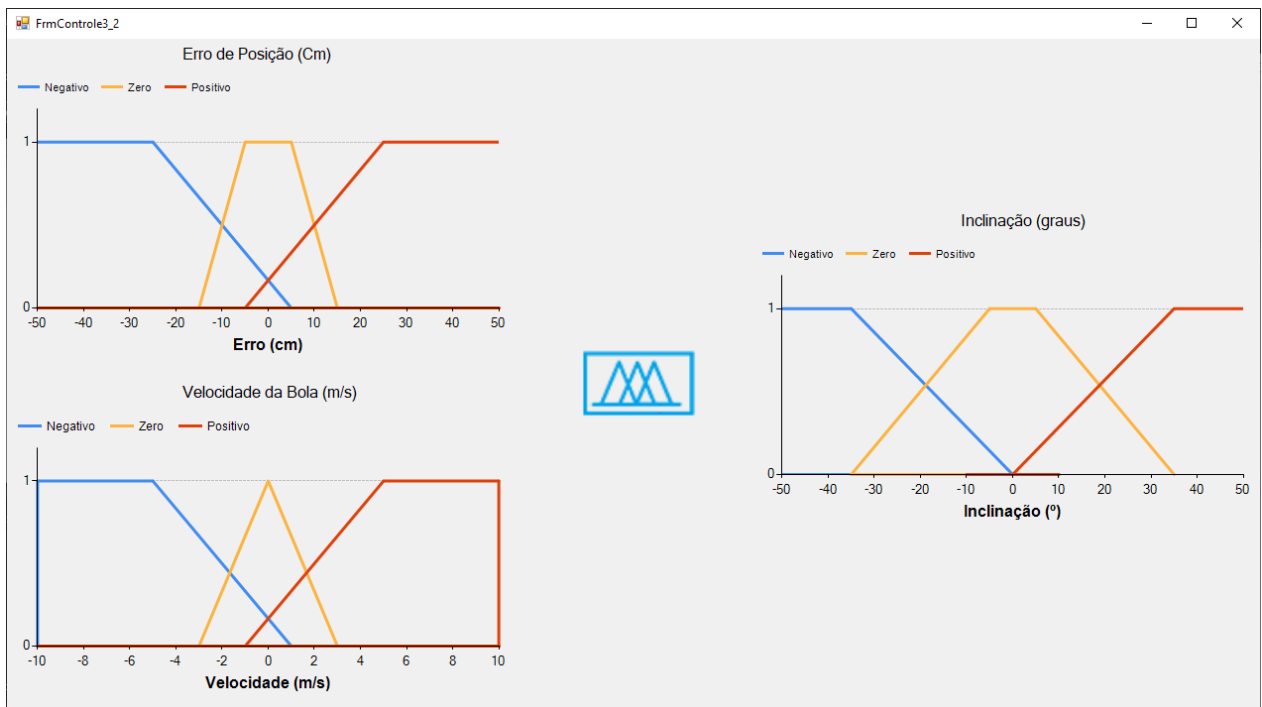 FrmControle3_2
Erro de Posição (Cm)
Negativo Zero Positivo
1
0
-50 -40 -30 -20 -10 0 10 20 30 40 50
Erro (cm)
Velocidade da Bola (m/s)
Negativo Zero Positivo
1
0
-10 -8 -6 -4 -2 0 2 4 6 8 10
Velocidade (m/s)
Inclinação (graus)
Negativo Zero Positivo
1
0
-50 -40 -30 -20 -10 0 10 20 30 40 50
Inclinação (º)